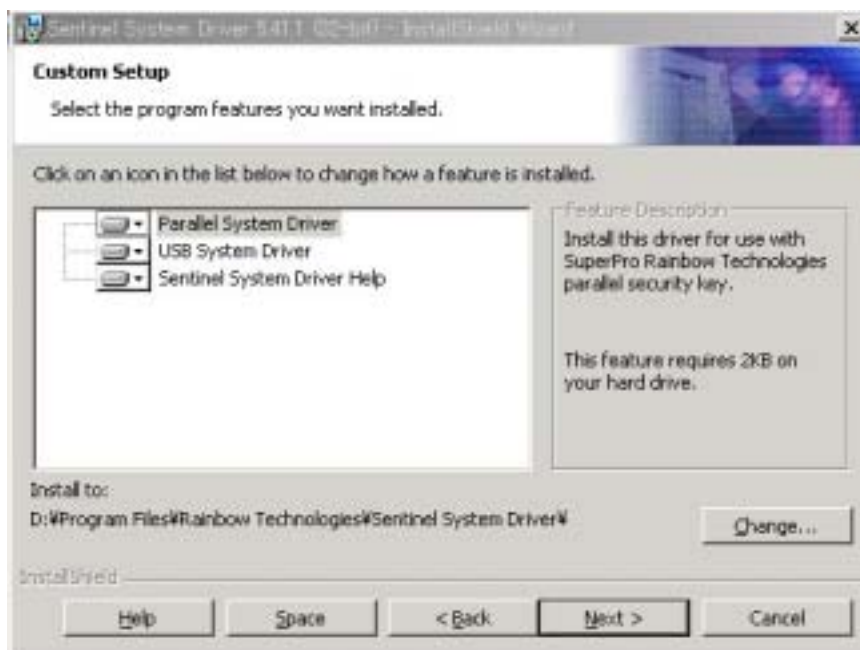 Sentinel System Driver 5.41.1 (32-bit) - InstallShield Wizard
Custom Setup
Select the program features you want installed.
Click on an icon in the list below to change how a feature is installed.
Parallel System Driver
USB System Driver
Sentinel System Driver Help
Feature Description
Install this driver for use with
SuperPro Rainbow Technologies
parallel security key.
This feature requires 2KB on
your hard drive.
Install to:
D:¥Program Files¥Rainbow Technologies¥Sentinel System Driver¥
Change...
InstallShield
Help
Space
< Back
Next >
Cancel